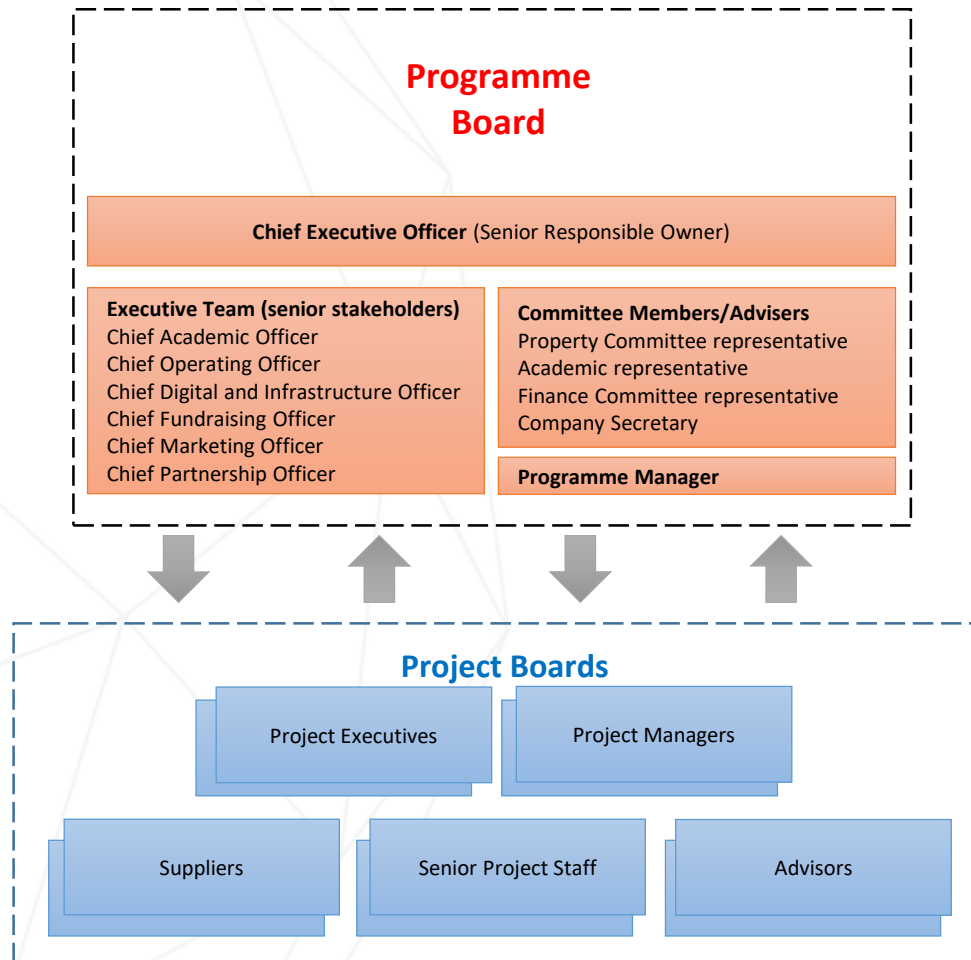 Programme
Board
Chief Executive Officer (Senior Responsible Owner)
Executive Team (senior stakeholders)
Chief Academic Officer
Chief Operating Officer
Chief Digital and Infrastructure Officer
Chief Fundraising Officer
Chief Marketing Officer
Chief Partnership Officer
Committee Members/Advisers
Property Committee representative
Academic representative
Finance Committee representative
Company Secretary
Programme Manager
Project Boards
Project Executives
Project Managers
Suppliers
Senior Project Staff
Advisors